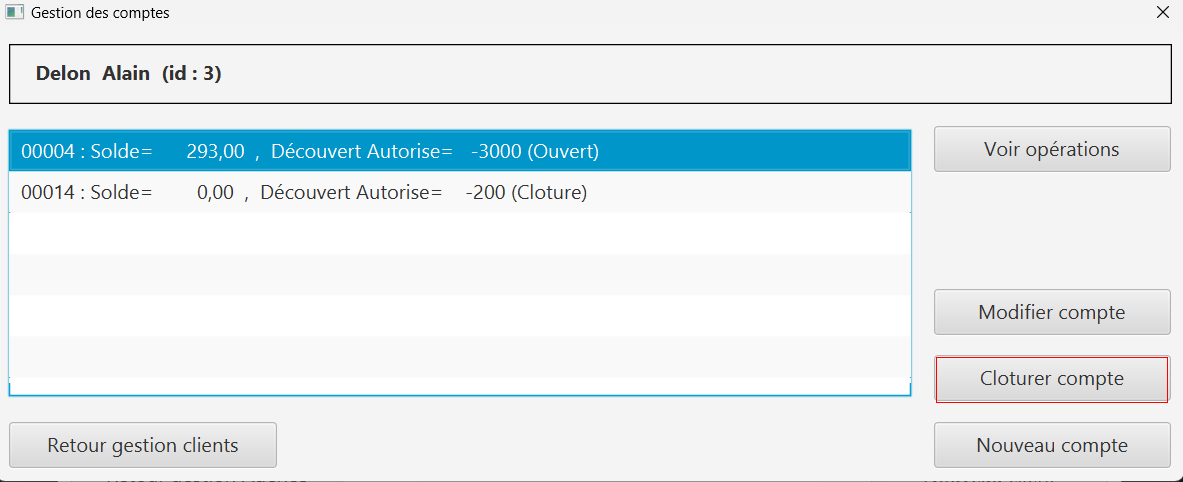 Gestion des comptes
Delon Alain (id : 3)
00004 : Solde= 293,00 , Découvert Autorise= -3000 (Ouvert)
Voir opérations
00014 : Solde= 0,00 , Découvert Autorise= -200 (Cloture)
Modifier compte
Cloturer compte
Retour gestion clients
Nouveau compte